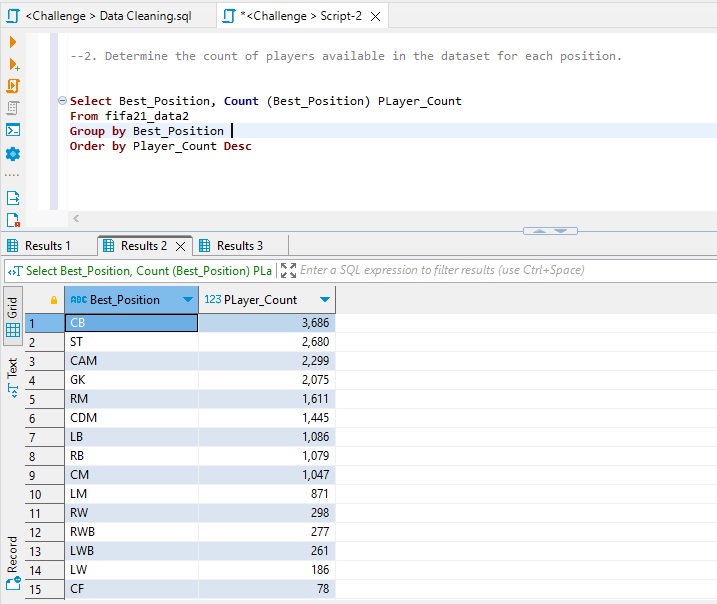 <Challenge > Data Cleaning.sql *<Challenge > Script-2
--2. Determine the count of players available in the dataset for each position.
Select Best_Position, Count (Best_Position) PLayer_Count
From fifa21_data2
Group by Best_Position
Order by Player_Count Desc
Results 1 Results 2 Results 3
Select Best_Position, Count (Best_Position) PLa Enter a SQL expression to filter results (use Ctrl+Space)
Grid
Text
Record
ABC Best_Position 123 PLayer_Count
1 CB 3,686
2 ST 2,680
3 CAM 2,299
4 GK 2,075
5 RM 1,611
6 CDM 1,445
7 LB 1,086
8 RB 1,079
9 CM 1,047
10 LM 871
11 RW 298
12 RWB 277
13 LWB 261
14 LW 186
15 CF 78